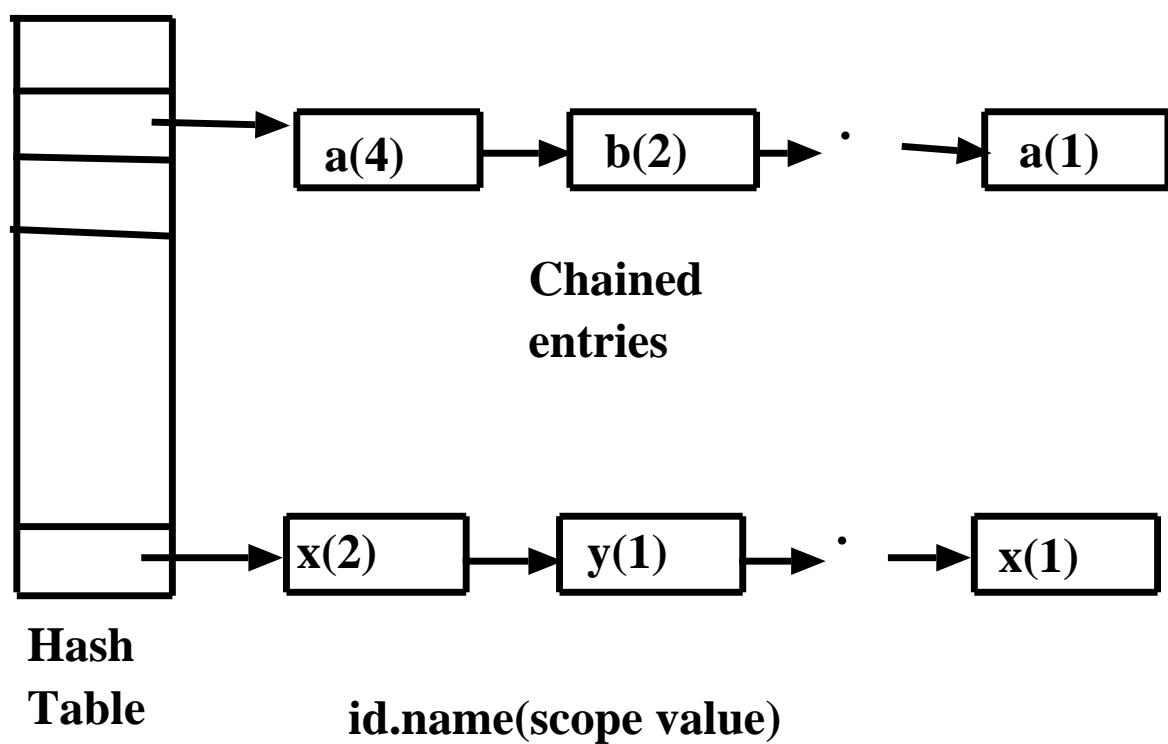 a(4) b(2) . a(1)
Chained
entries
x(2) y(1) . x(1)
Hash
Table
id.name(scope value)